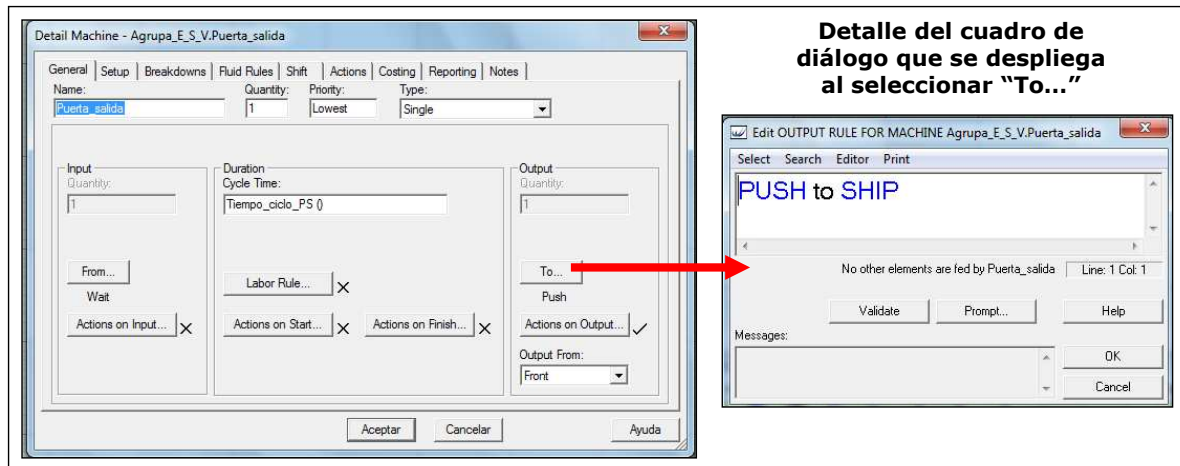 Detail Machine - Agrupa_E_S_V.Puerta_salida
General Setup Breakdowns Fluid Rules Shift Actions Costing Reporting Notes
Name: Quantity: Priority: Type:
Puerta_salida 1 Lowest Single
Input
Quantity:
1
From...
Wait
Actions on Input...
Duration
Cycle Time:
Tiempo_ciclo_PS ()
Labor Rule...
Actions on Start... Actions on Finish...
Output
Quantity:
1
To...
Push
Actions on Output...
Output From:
Front
Aceptar Cancelar Ayuda
Detalle del cuadro de
diálogo que se despliega
al seleccionar “To...”
Edit OUTPUT RULE FOR MACHINE Agrupa_E_S_V.Puerta_salida
Select Search Editor Print
PUSH to SHIP
No other elements are fed by Puerta_salida Line: 1 Col: 1
Validate Prompt... Help
Messages:
OK
Cancel